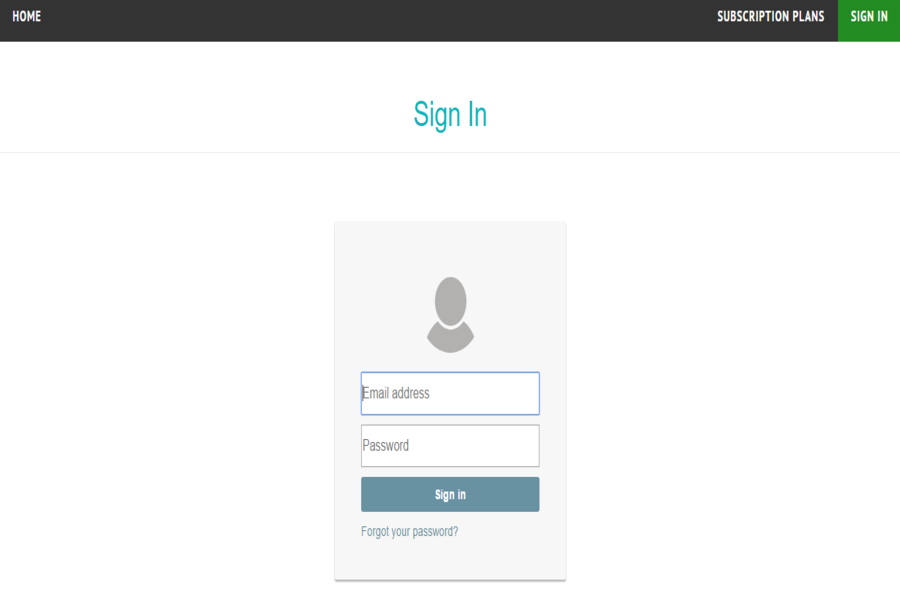 HOME SUBSCRIPTION PLANS SIGN IN
Sign In
Email address
Password
Sign in
Forgot your password?